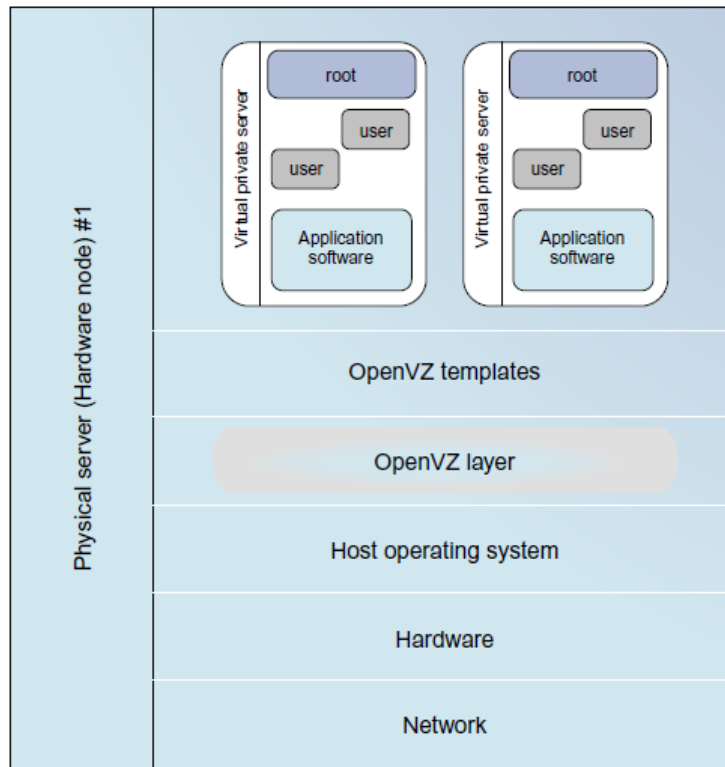 Physical server (Hardware node) #1
Virtual private server
root
user
user
Application
software
Virtual private server
root
user
user
Application
software
OpenVZ templates
OpenVZ layer
Host operating system
Hardware
Network